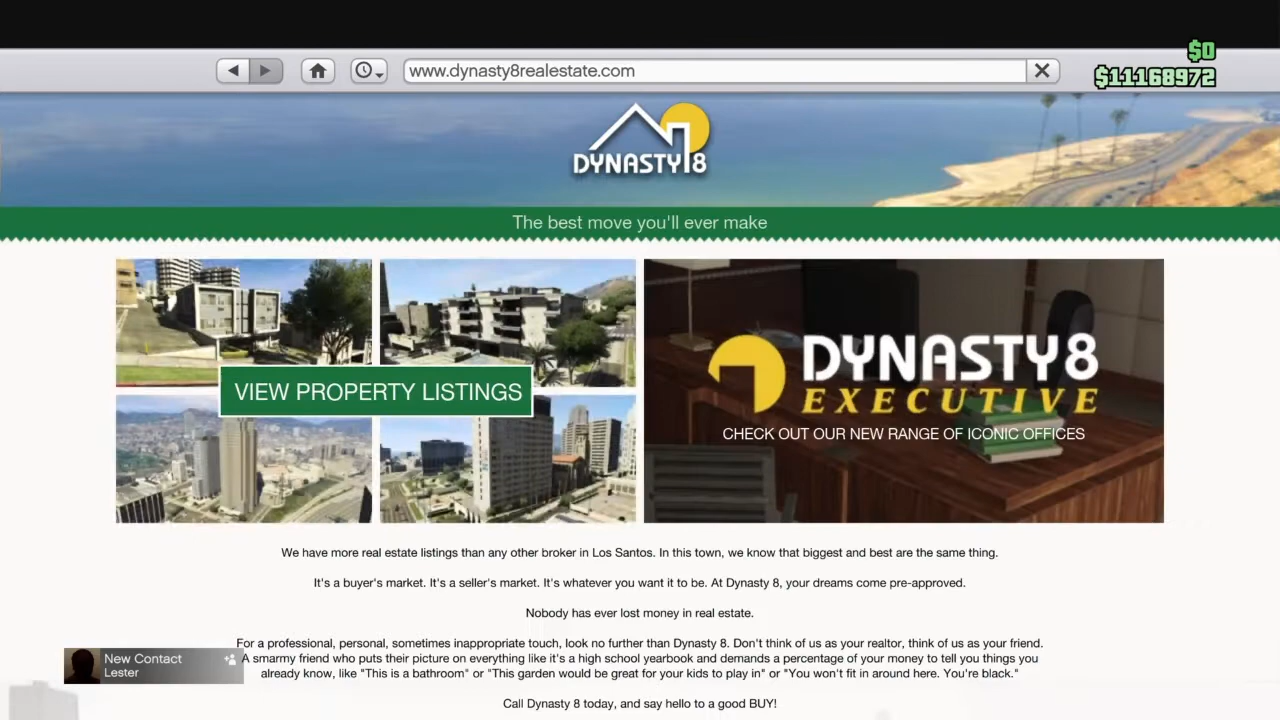 $0
www.dynasty8realestate.com
$11168972
DYNASTY 8
The best move you'll ever make
VIEW PROPERTY LISTINGS
DYNASTY 8
EXECUTIVE
CHECK OUT OUR NEW RANGE OF ICONIC OFFICES
We have more real estate listings than any other broker in Los Santos. In this town, we know that biggest and best are the same thing.
It's a buyer's market. It's a seller's market. It's whatever you want it to be. At Dynasty 8, your dreams come pre-approved.
Nobody has ever lost money in real estate.
For a professional, personal, sometimes inappropriate touch, look no further than Dynasty 8. Don't think of us as your realtor, think of us as your friend.
A smarmy friend who puts their picture on everything like it's a high school yearbook and demands a percentage of your money to tell you things you
already know, like "This is a bathroom" or "This garden would be great for your kids to play in" or "You won't fit in around here. You're black."
New Contact
Lester
Call Dynasty 8 today, and say hello to a good BUY!